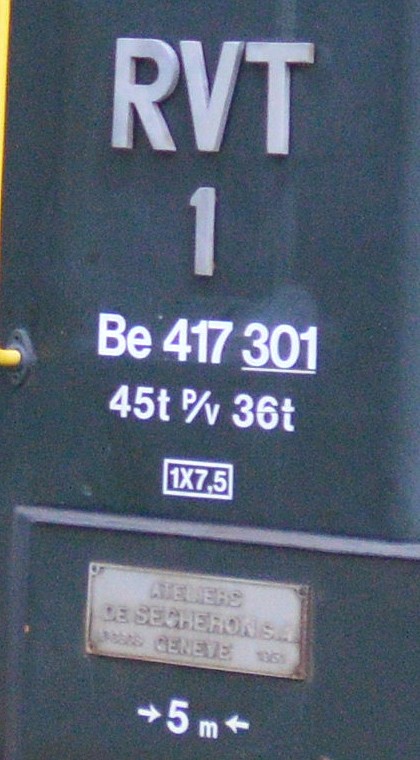 RVT
1
Be 417 301
45t P/v 36t
1X7,5
ATELIERS
DE SECHERON S.A.
GENEVE
→5 m←